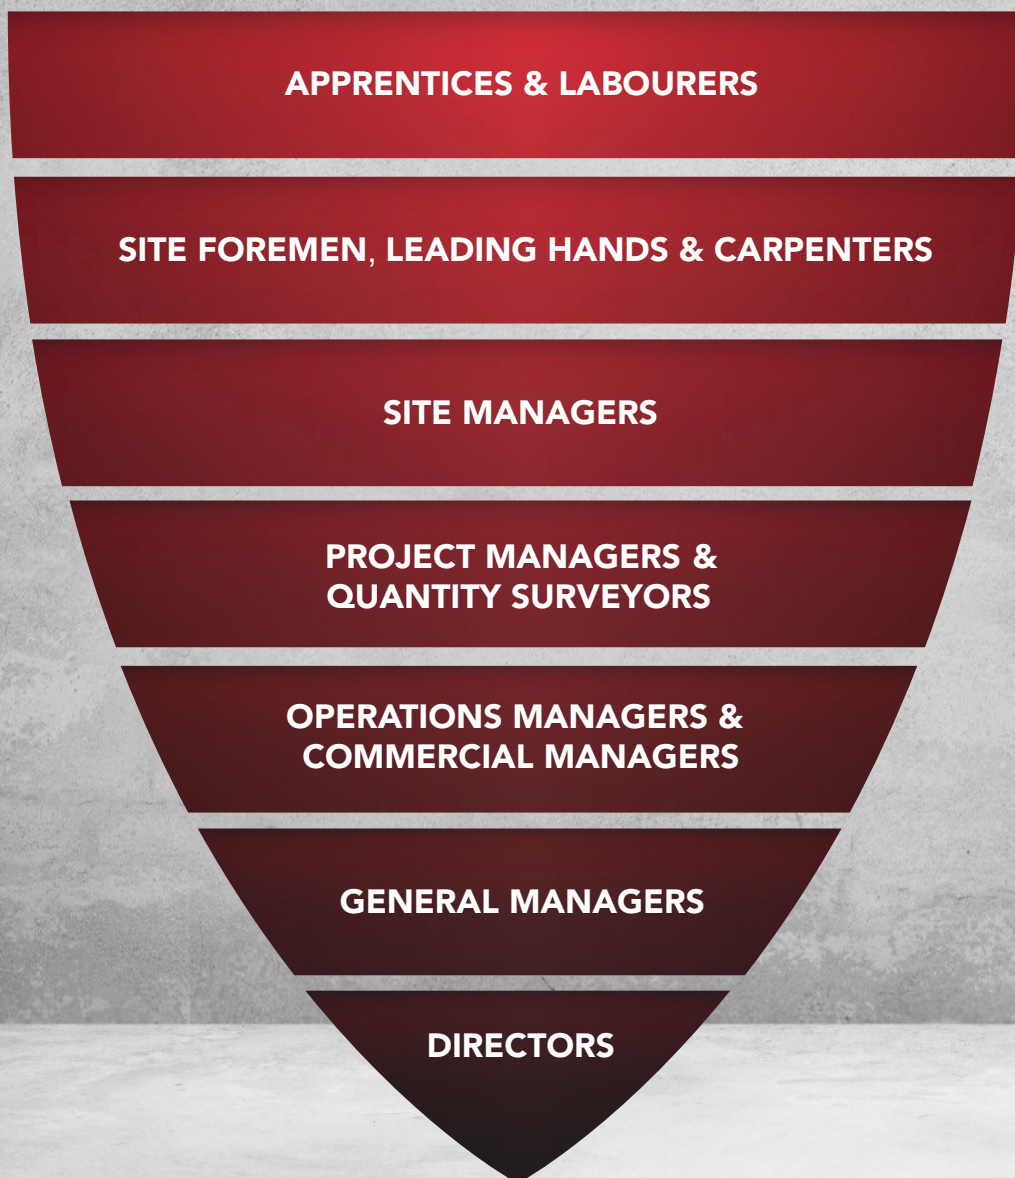 APPRENTICES & LABOURERS
SITE FOREMEN, LEADING HANDS & CARPENTERS
SITE MANAGERS
PROJECT MANAGERS &
QUANTITY SURVEYORS
OPERATIONS MANAGERS &
COMMERCIAL MANAGERS
GENERAL MANAGERS
DIRECTORS